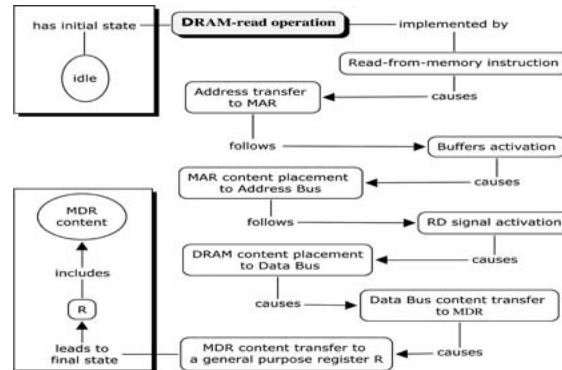 has initial state
DRAM-read operation
implemented by
idle
Read-from-memory instruction
Address transfer
to MAR
causes
follows
Buffers activation
MAR content placement
to Address Bus
causes
follows
RD signal activation
DRAM content placement
to Data Bus
causes
causes
Data Bus content transfer
to MDR
MDR content transfer to
a general purpose register R
causes
leads to
final state
R
includes
MDR
content